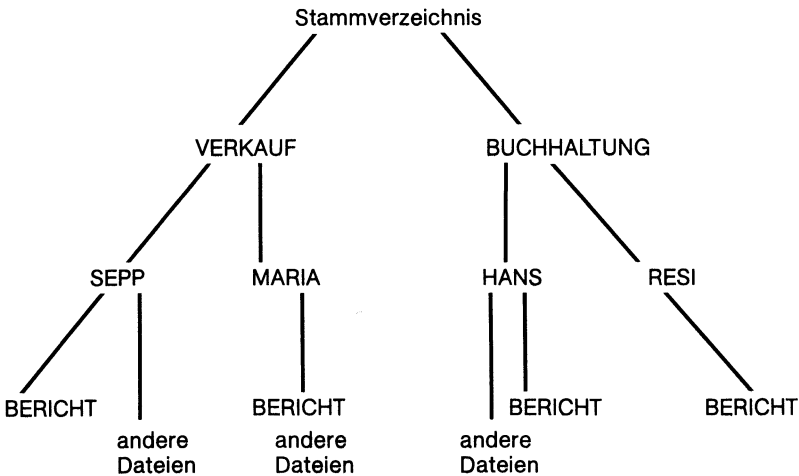 Stammverzeichnis
VERKAUF BUCHHALTUNG
SEPP MARIA HANS RESI
BERICHT BERICHT BERICHT BERICHT
andere andere andere
Dateien Dateien Dateien